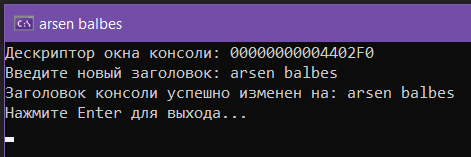 arsen balbes
Дескриптор окна консоли: 00000000004402F0
Введите новый заголовок: arsen balbes
Заголовок консоли успешно изменен на: arsen balbes
Нажмите Enter для выхода...